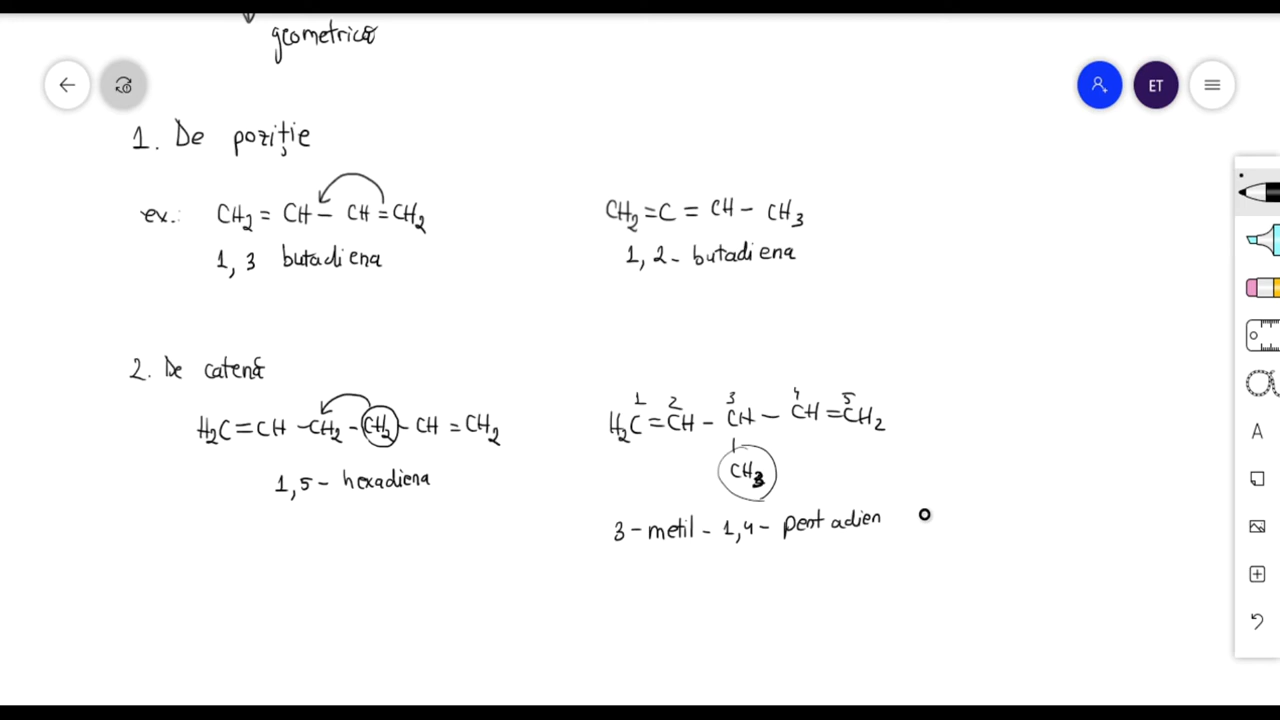 geometrică
ET
1. De poziție
ex.: CH₂ = CH – CH = CH₂
CH₂ = C = CH – CH₃
1, 3 butadiena
1, 2 - butadiena
2. De catenă
H₂C = CH – CH₂ – CH₂ – CH = CH₂
1 2 3 4 5
H₂C = CH – CH – CH = CH₂
CH₃
1, 5 - hexadiena
3 - metil - 1, 4 - pentadien
A